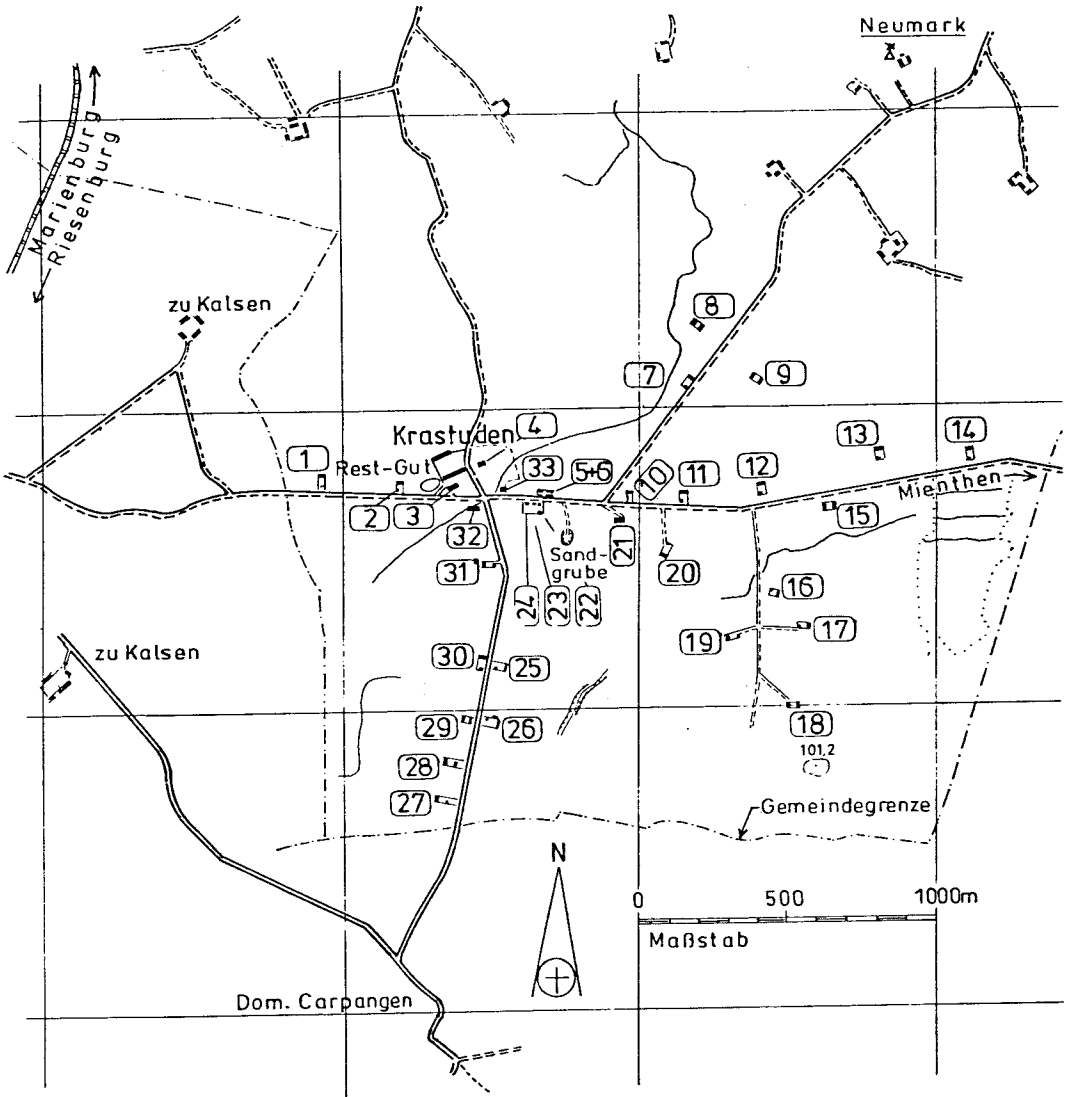 Neumark
Marienburg
Riesenburg
zu Kalsen
8
7
9
4
Krastuden
1
Rest-Gut
33
5+6
10
11
12
13
14
Mienthen
2
3
32
15
21
20
Sand-
grube
31
24
23
22
16
17
19
zu Kalsen
30
25
29
26
18
101,2
28
27
Gemeindegrenze
N
0 500 1000m
Maßstab
Dom. Carpangen